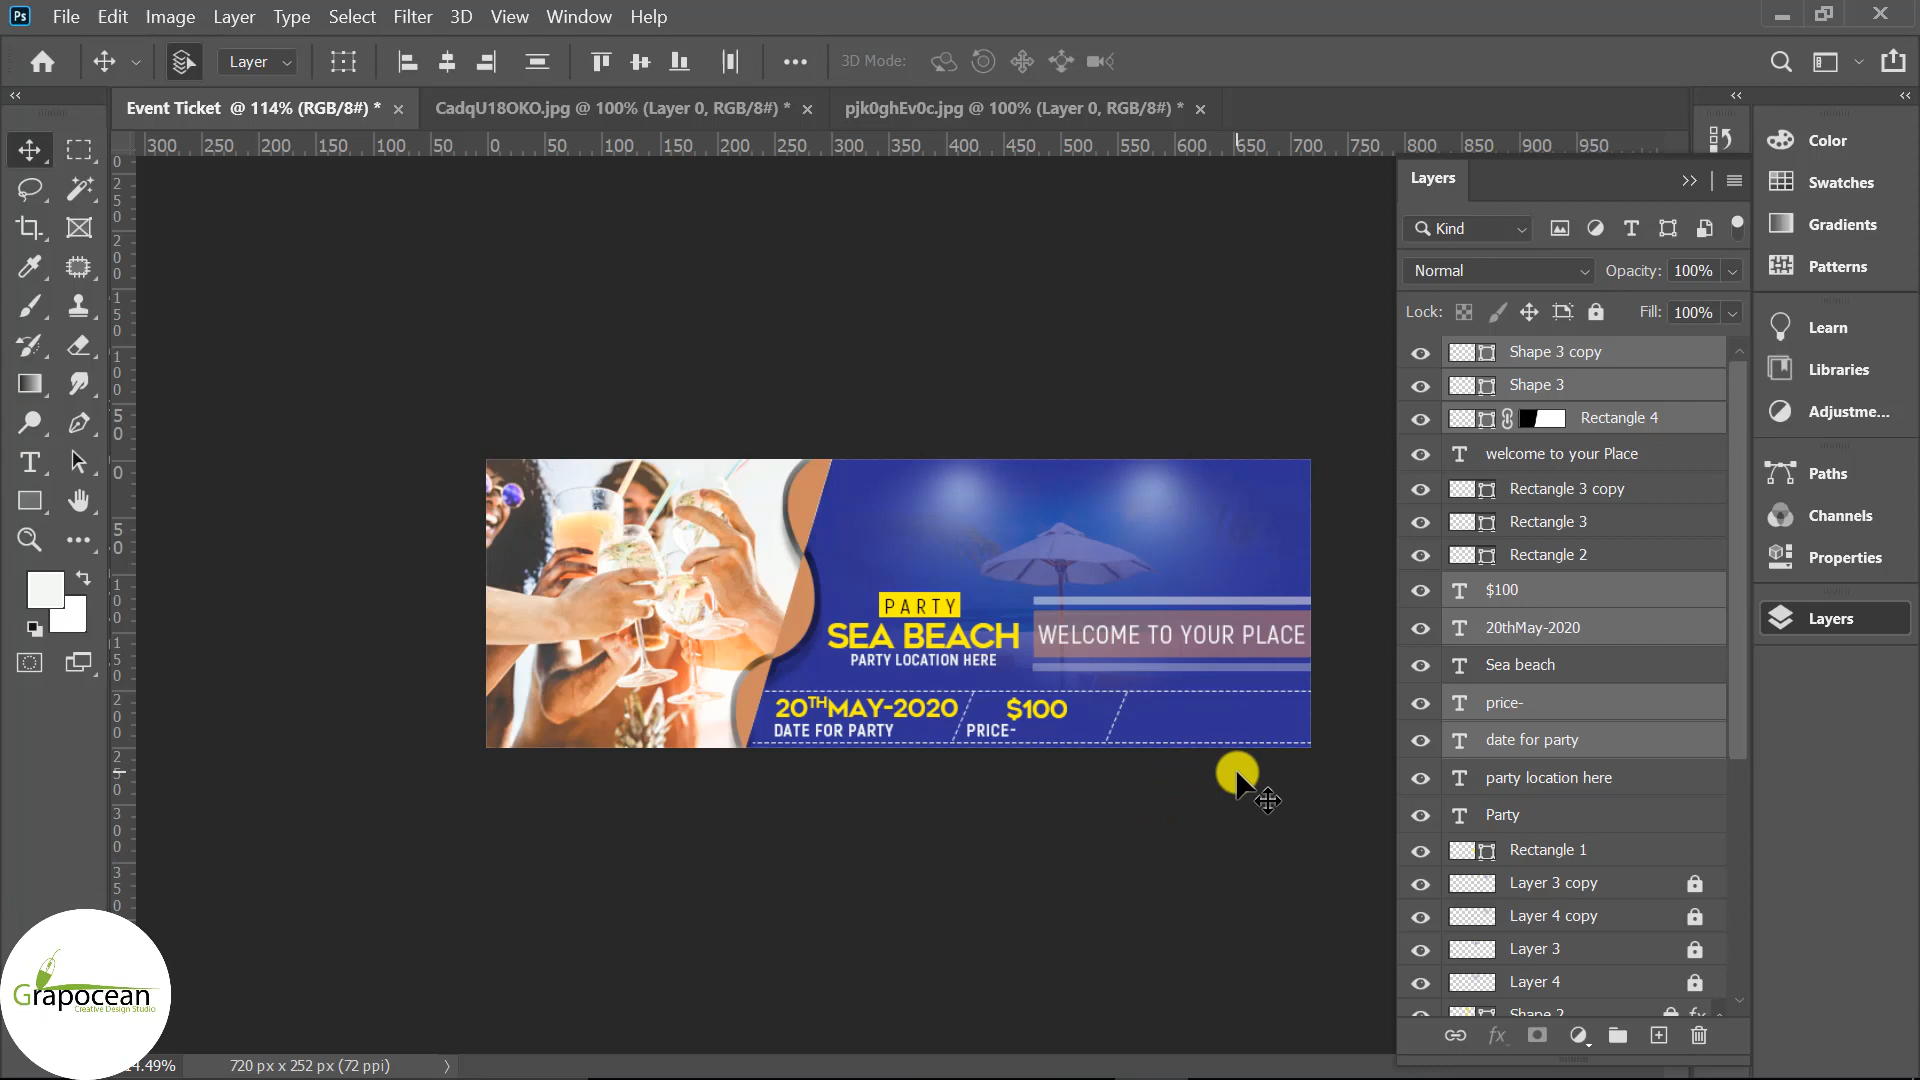 Ps File Edit Image Layer Type Select Filter 3D View Window Help
Layer 3D Mode:
Event Ticket @ 114% (RGB/8#) * CadqU18OKO.jpg @ 100% (Layer 0, RGB/8#) * pjk0ghEv0c.jpg @ 100% (Layer 0, RGB/8#) *
300 250 200 150 100 50 0 50 100 150 200 250 300 350 400 450 500 550 600 650 700 750 800 850 900 950
Layers
Kind
Normal Opacity: 100%
Lock: Fill: 100%
Shape 3 copy
Shape 3
Rectangle 4
welcome to your Place
Rectangle 3 copy
Rectangle 3
Rectangle 2
$100
20thMay-2020
Sea beach
price-
date for party
party location here
Party
Rectangle 1
Layer 3 copy
Layer 4 copy
Layer 3
Layer 4
Shape 2
Color
Swatches
Gradients
Patterns
Learn
Libraries
Adjustme...
Paths
Channels
Properties
Layers
PARTY
SEA BEACH
PARTY LOCATION HERE
WELCOME TO YOUR PLACE
20THMAY-2020
DATE FOR PARTY
$100
PRICE-
Grapocean
Creative Design Studio
4.49% 720 px x 252 px (72 ppi)